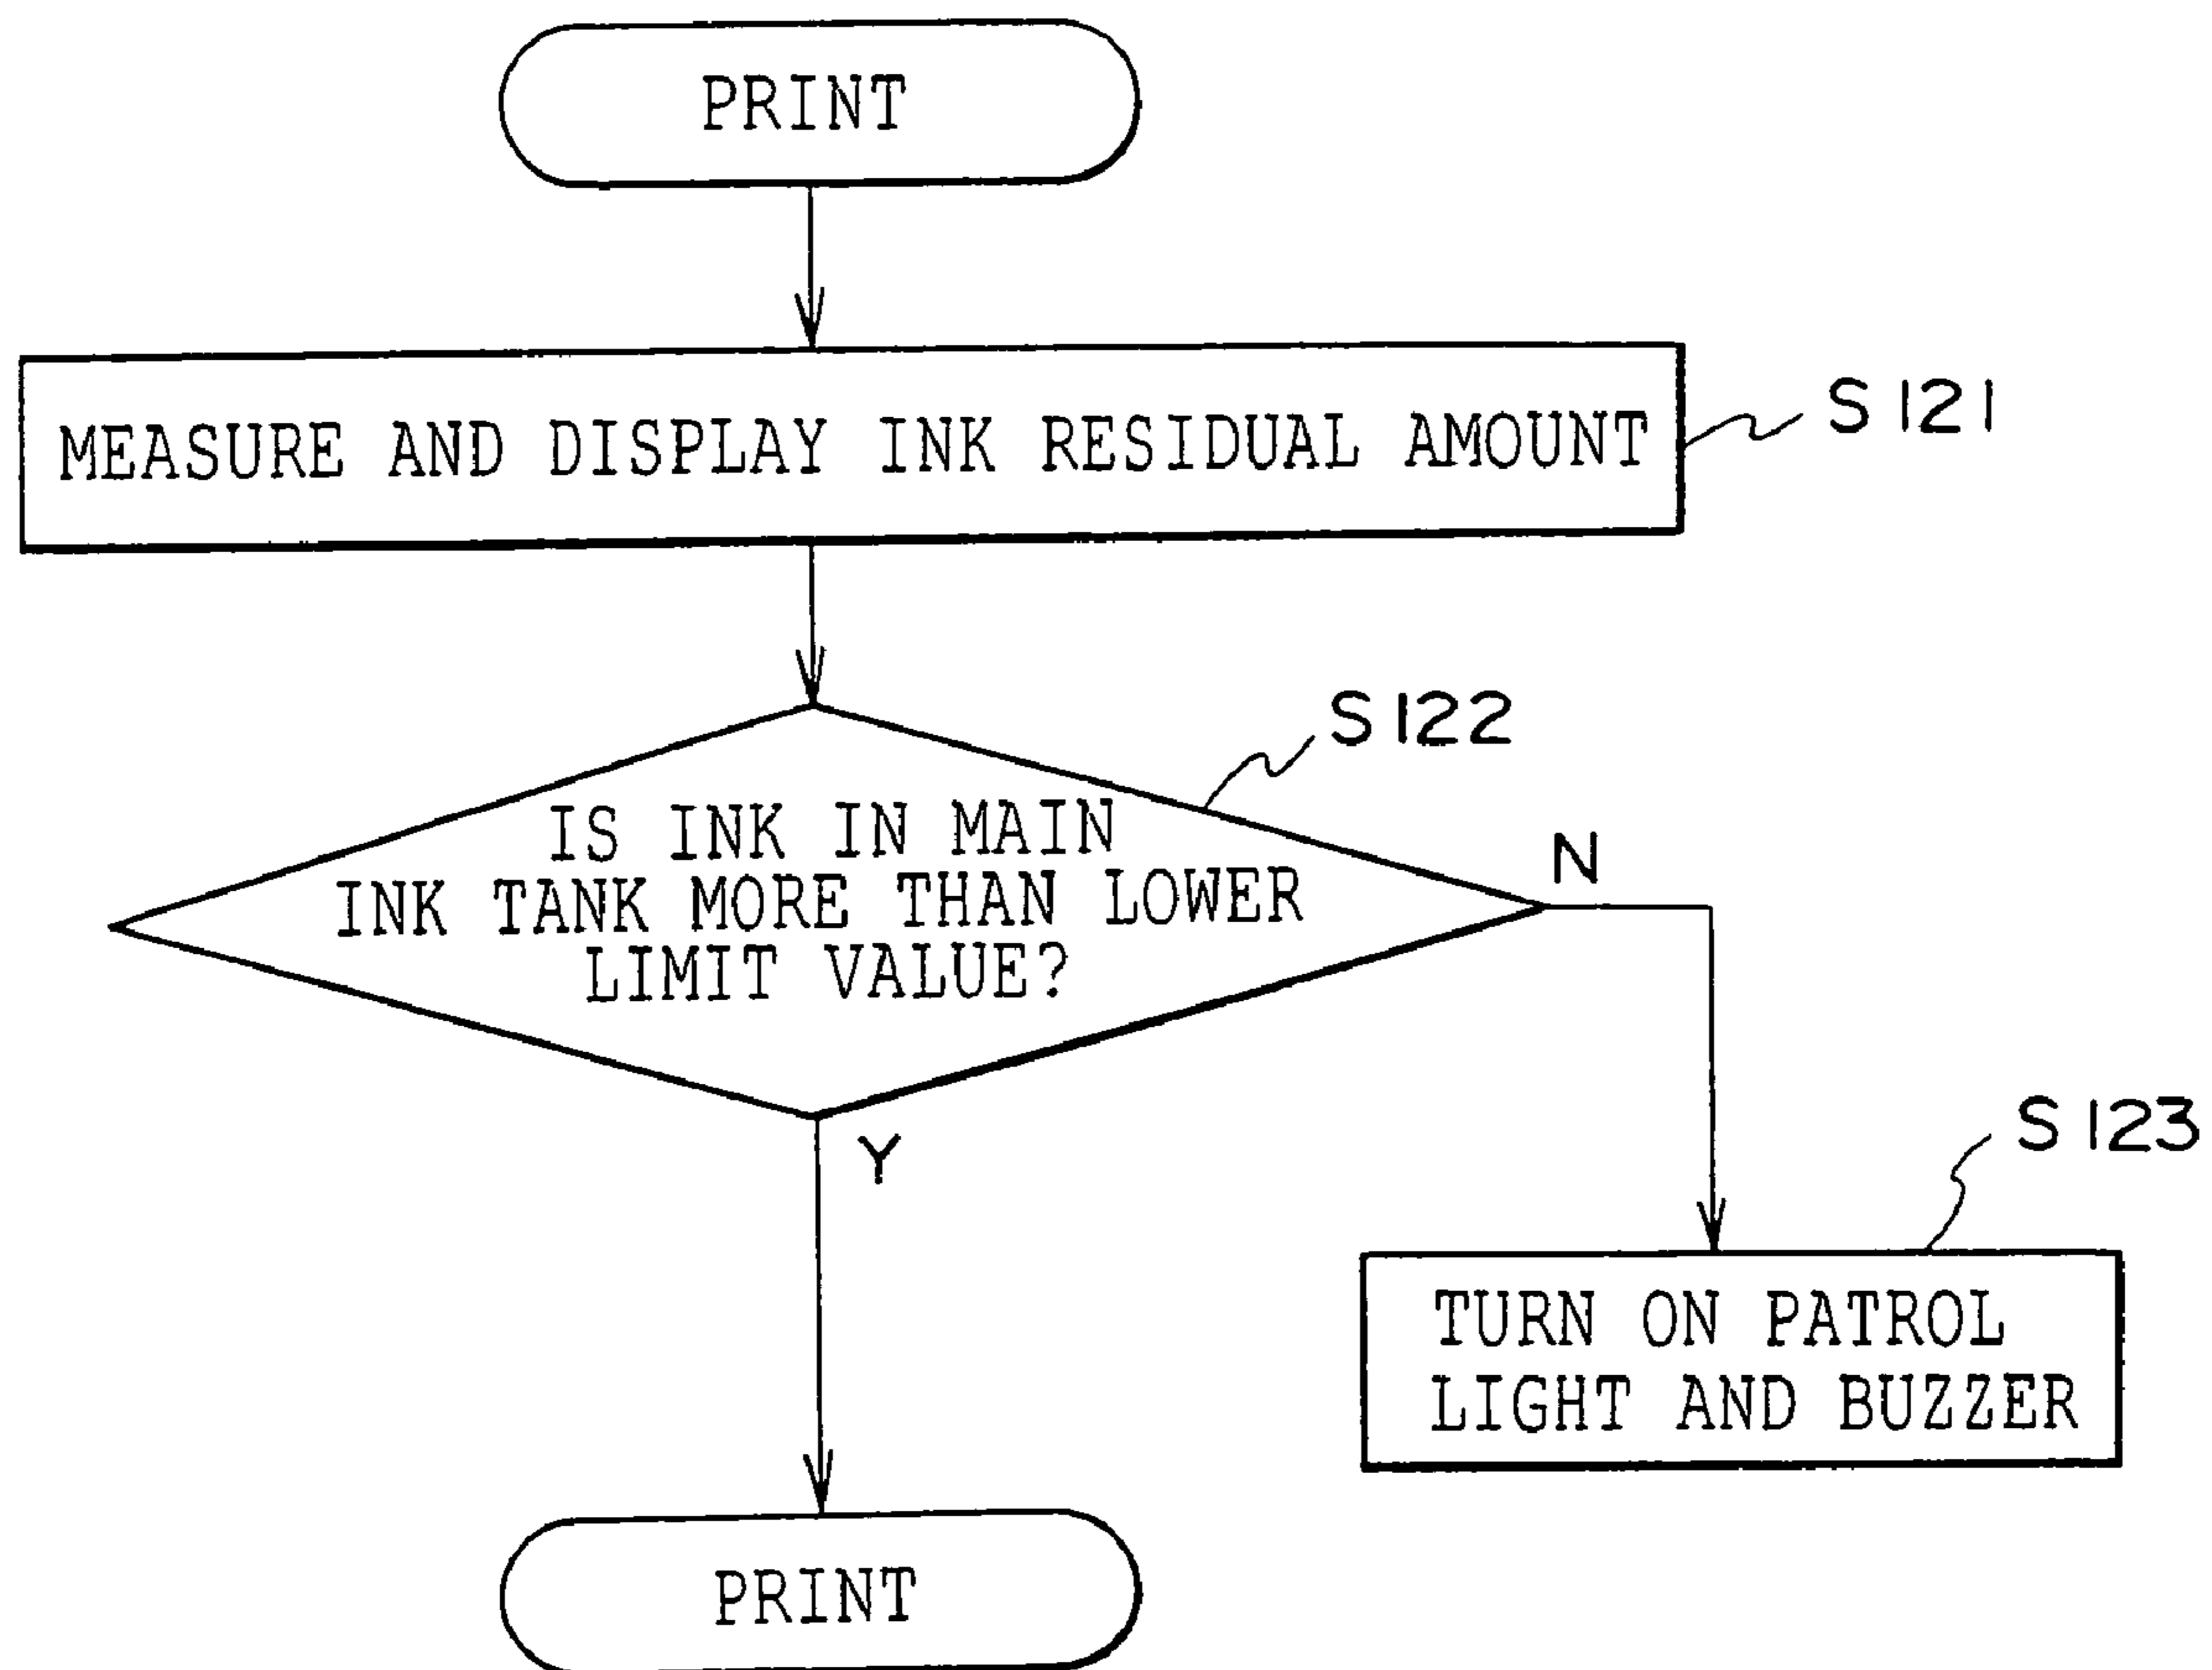 PRINT
MEASURE AND DISPLAY INK RESIDUAL AMOUNT
S121
S122
IS INK IN MAIN
INK TANK MORE THAN LOWER
LIMIT VALUE?
N
Y
S123
TURN ON PATROL
LIGHT AND BUZZER
PRINT